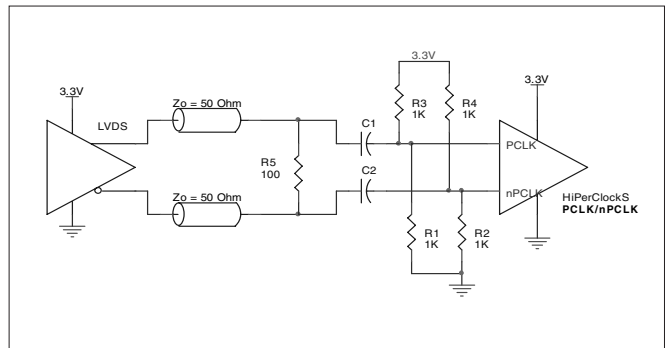 3.3V
3.3V
3.3V
LVDS
Zo = 50 Ohm
C1
R3
1K
R4
1K
R5
100
PCLK
C2
Zo = 50 Ohm
nPCLK
HiPerClockS
PCLK/nPCLK
R1
1K
R2
1K